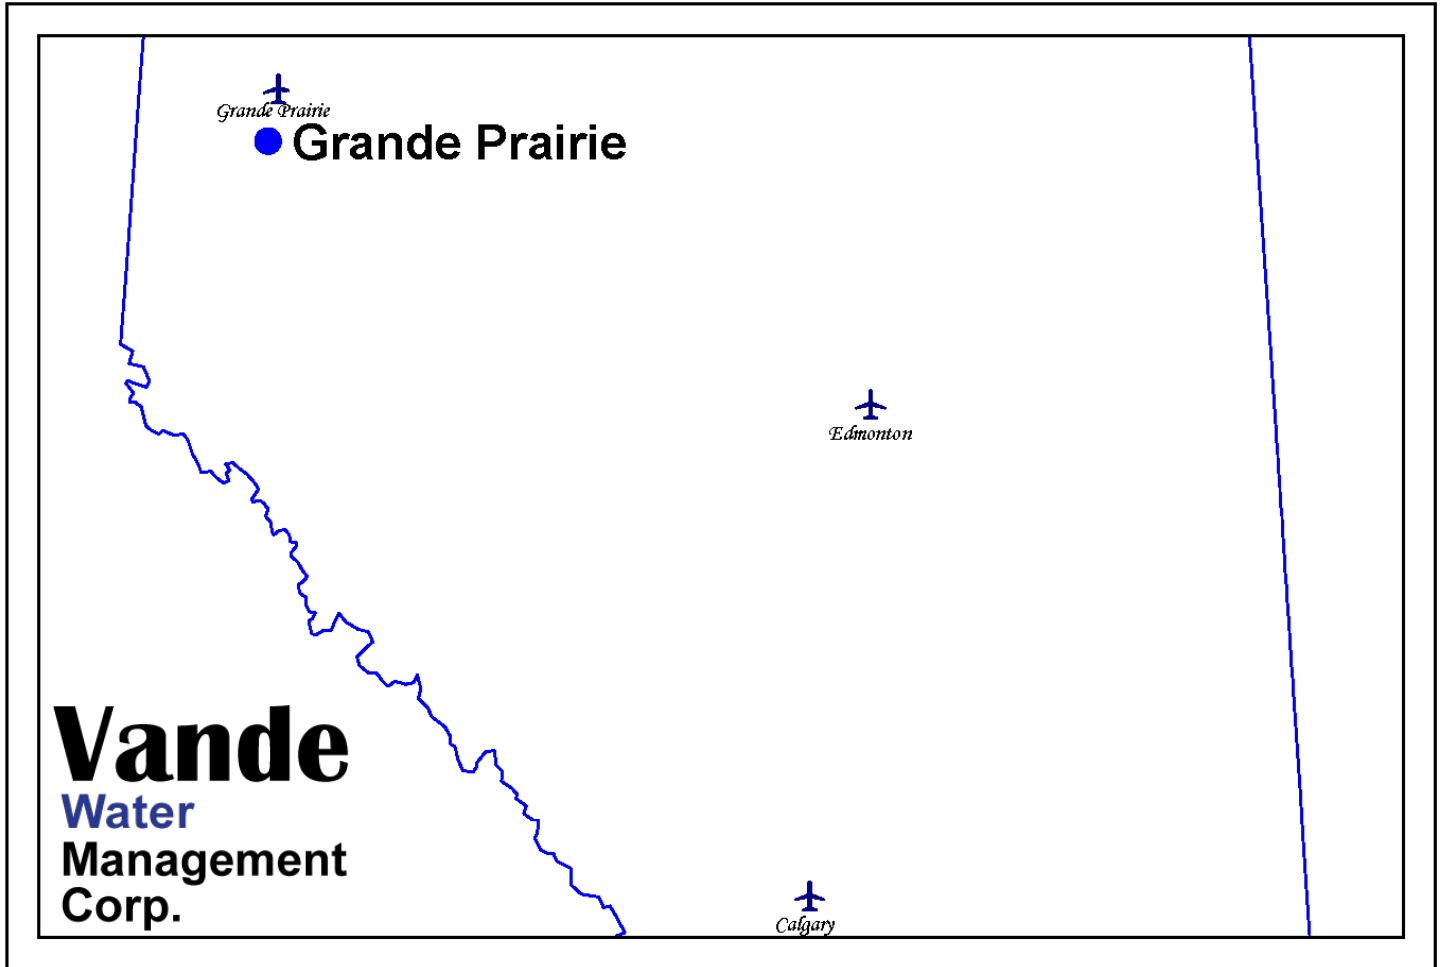 Grande Prairie
Grande Prairie
Edmonton
Vande
Water
Management
Corp.
Calgary